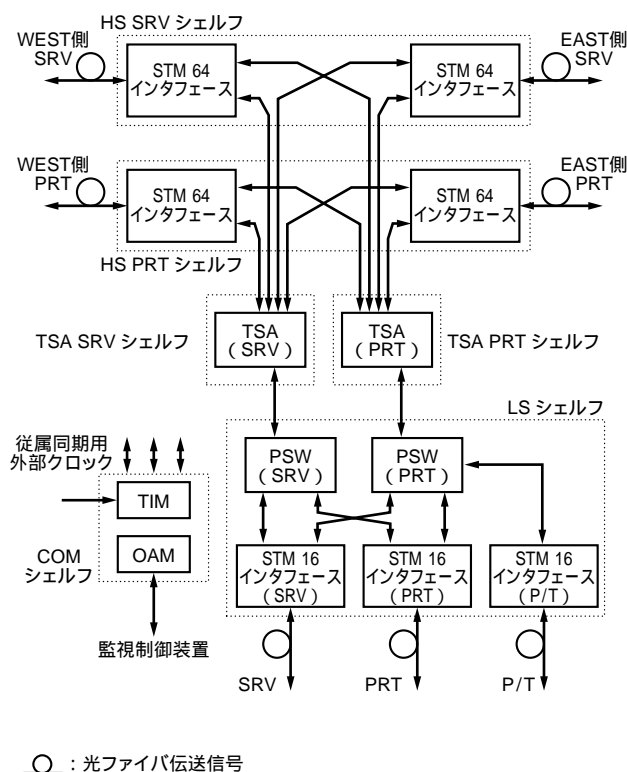 HS SRV シェルフ
WEST側
SRV
EAST側
SRV
STM 64
インタフェース
STM 64
インタフェース
WEST側
PRT
EAST側
PRT
STM 64
インタフェース
STM 64
インタフェース
HS PRT シェルフ
TSA SRV シェルフ
TSA
(SRV)
TSA
(PRT)
TSA PRT シェルフ
LS シェルフ
従属同期用
外部クロック
PSW
(SRV)
PSW
(PRT)
TIM
OAM
COM
シェルフ
STM 16
インタフェース
(SRV)
STM 16
インタフェース
(PRT)
STM 16
インタフェース
(P/T)
監視制御装置
SRV
PRT
P/T
:光ファイバ伝送信号